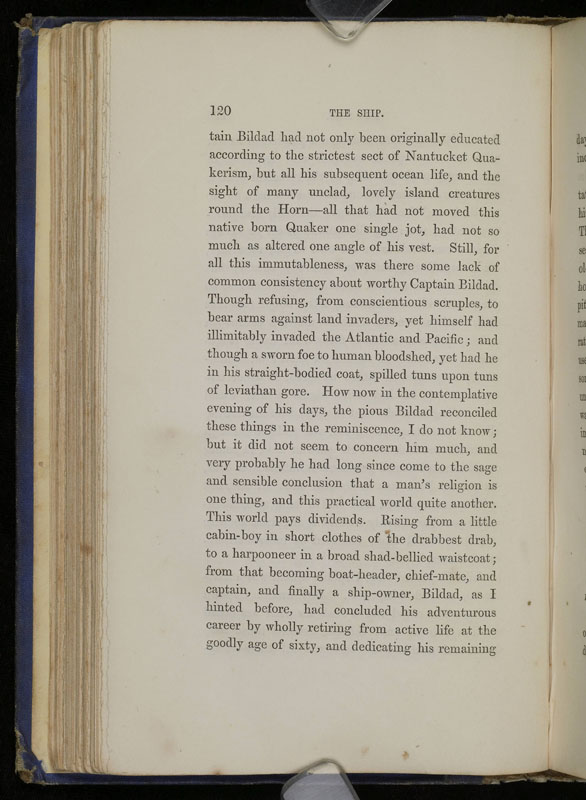 120
THE SHIP.
tain Bildad had not only been originally educated
according to the strictest sect of Nantucket Qua-
kerism, but all his subsequent ocean life, and the
sight of many unclad, lovely island creatures
round the Horn—all that had not moved this
native born Quaker one single jot, had not so
much as altered one angle of his vest. Still, for
all this immutableness, was there some lack of
common consistency about worthy Captain Bildad.
Though refusing, from conscientious scruples, to
bear arms against land invaders, yet himself had
illimitably invaded the Atlantic and Pacific; and
though a sworn foe to human bloodshed, yet had he
in his straight-bodied coat, spilled tuns upon tuns
of leviathan gore. How now in the contemplative
evening of his days, the pious Bildad reconciled
these things in the reminiscence, I do not know;
but it did not seem to concern him much, and
very probably he had long since come to the sage
and sensible conclusion that a man's religion is
one thing, and this practical world quite another.
This world pays dividends. Rising from a little
cabin-boy in short clothes of the drabbest drab,
to a harpooneer in a broad shad-bellied waistcoat;
from that becoming boat-header, chief-mate, and
captain, and finally a ship-owner, Bildad, as I
hinted before, had concluded his adventurous
career by wholly retiring from active life at the
goodly age of sixty, and dedicating his remaining